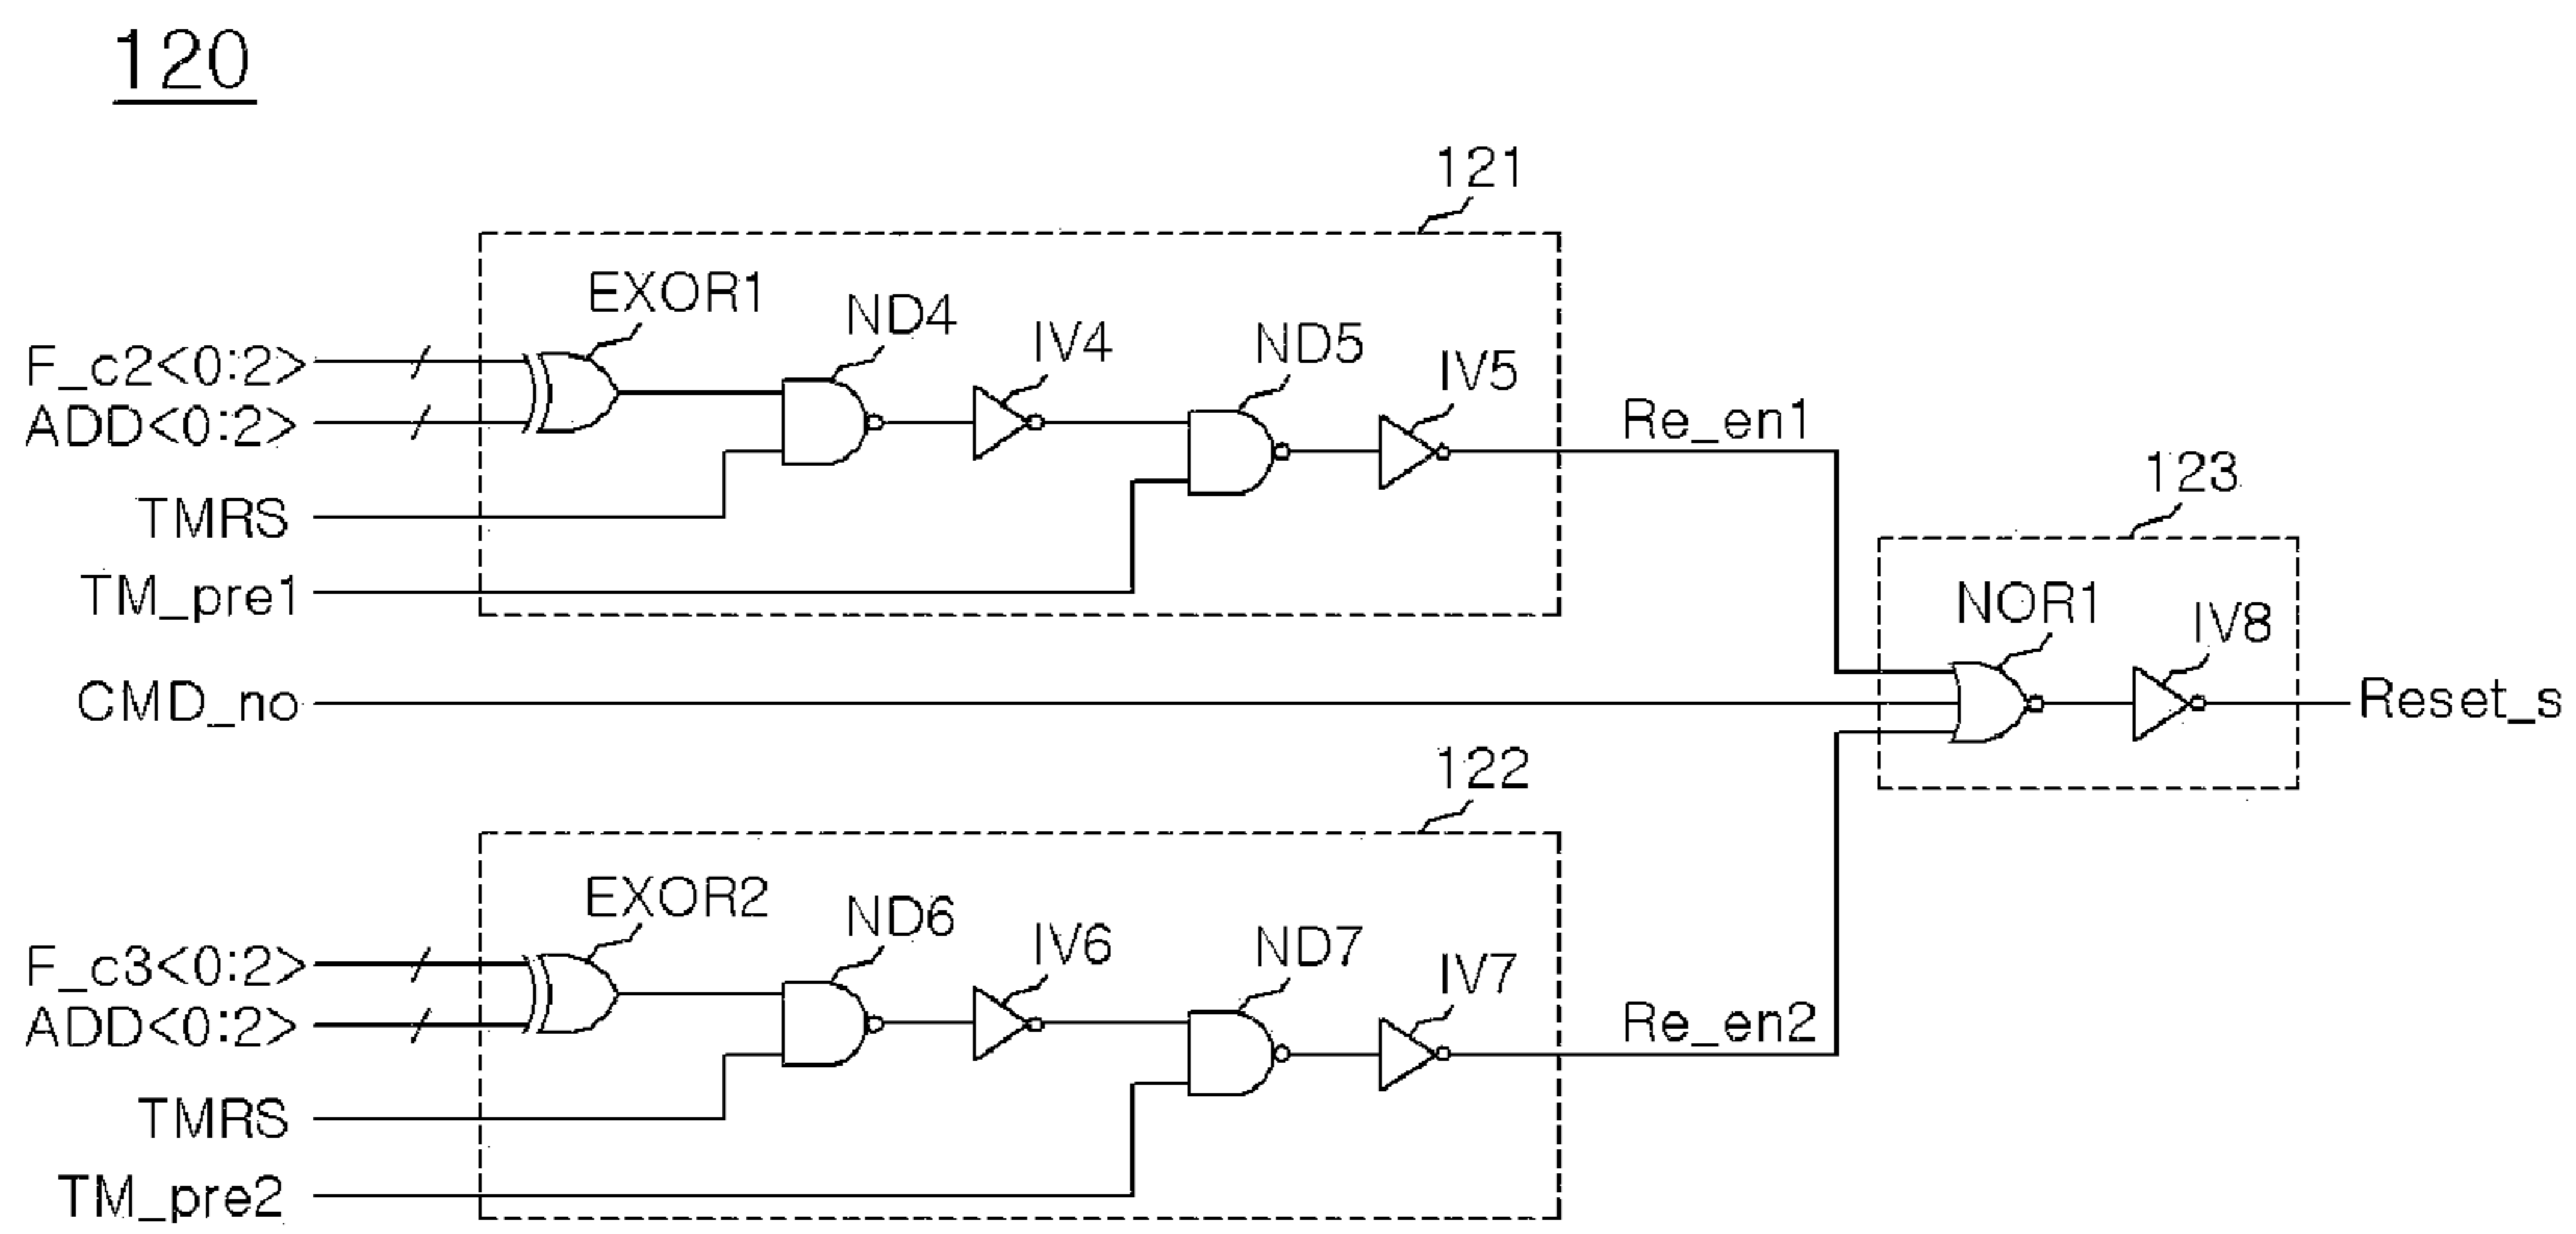 120
121
EXOR1
ND4
IV4
ND5
IV5
F_c2<0:2>
ADD<0:2>
TMRS
TM_pre1
Re_en1
123
NOR1
IV8
CMD_no
Reset_s
122
EXOR2
ND6
IV6
ND7
IV7
F_c3<0:2>
ADD<0:2>
TMRS
TM_pre2
Re_en2